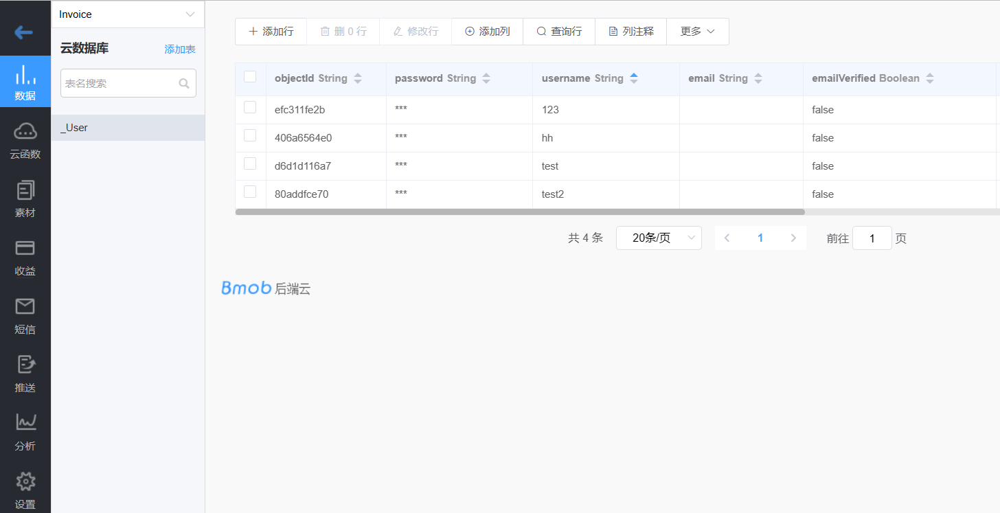 Invoice
云数据库
添加表
表名搜索
_User
数据
云函数
素材
收益
短信
推送
分析
设置
添加行
删 0 行
修改行
添加列
查询行
列注释
更多
objectId String password String username String email String emailVerified Boolean
efc311fe2b *** 123 false
406a6564e0 *** hh false
d6d1d116a7 *** test false
80addfce70 *** test2 false
共 4 条 20条/页 1 前往 1 页
Bmob 后端云